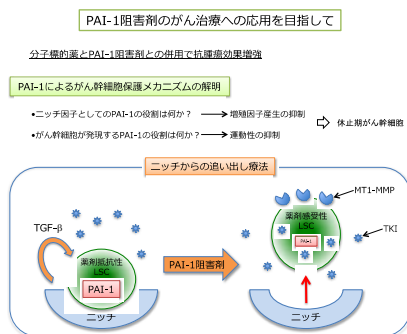 PAI-1阻害剤のがん治療への応用を目指して
分子標的薬とPAI-1阻害剤との併用で抗腫瘍効果増強
PAI-1によるがん幹細胞保護メカニズムの解明
•ニッチ因子としてのPAI-1の役割は何か? → 増殖因子産生の抑制
•がん幹細胞が発現するPAI-1の役割は何か? → 運動性の抑制
⇨ 休止期がん幹細胞
ニッチからの追い出し療法
TGF-β
薬剤抵抗性
LSC
PAI-1
ニッチ
PAI-1阻害剤
MT1-MMP
薬剤感受性
LSC
PAI-1
TKI
ニッチ